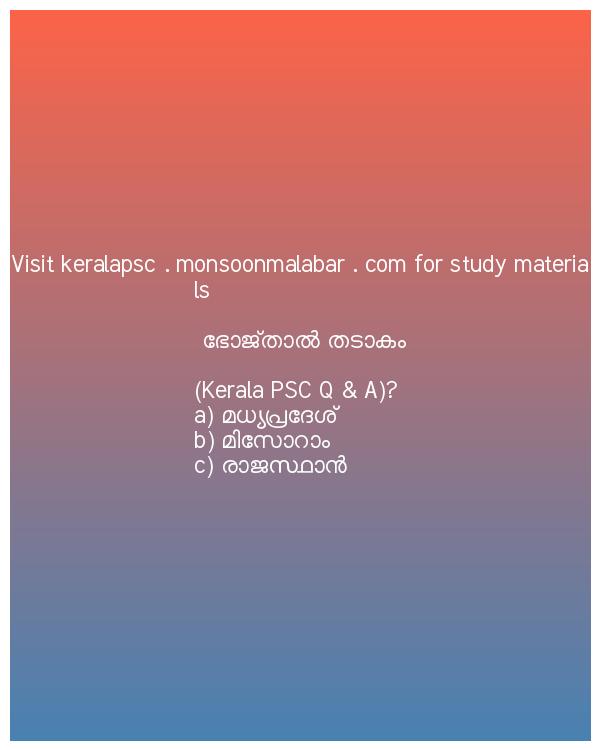 Visit keralapsc . monsoonmalabar . com for study materia
ls
ഭോജ്താൽ തടാകം
(Kerala PSC Q & A)?
a) മധ്യപ്രദേശ്
b) മിസോറാം
c) രാജസ്ഥാൻ